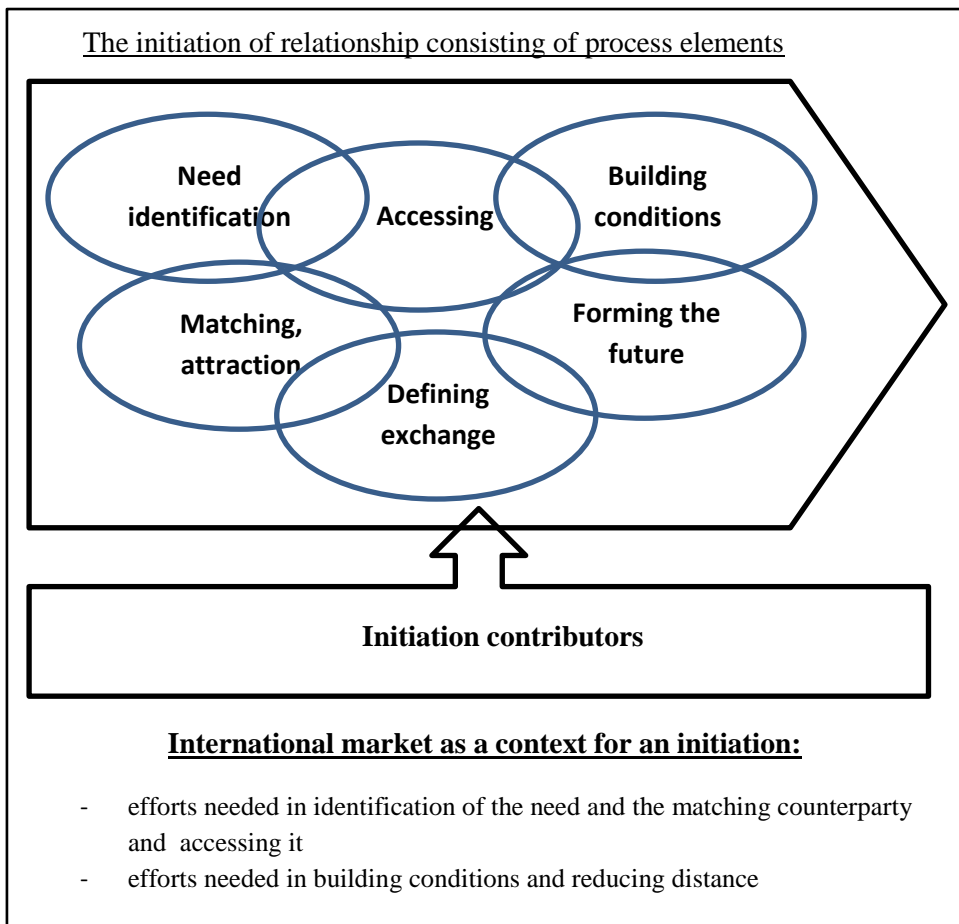 The initiation of relationship consisting of process elements
Need
identification
Accessing
Building
conditions
Matching,
attraction
Forming the
future
Defining
exchange
Initiation contributors
International market as a context for an initiation:
- efforts needed in identification of the need and the matching counterparty
and accessing it
- efforts needed in building conditions and reducing distance